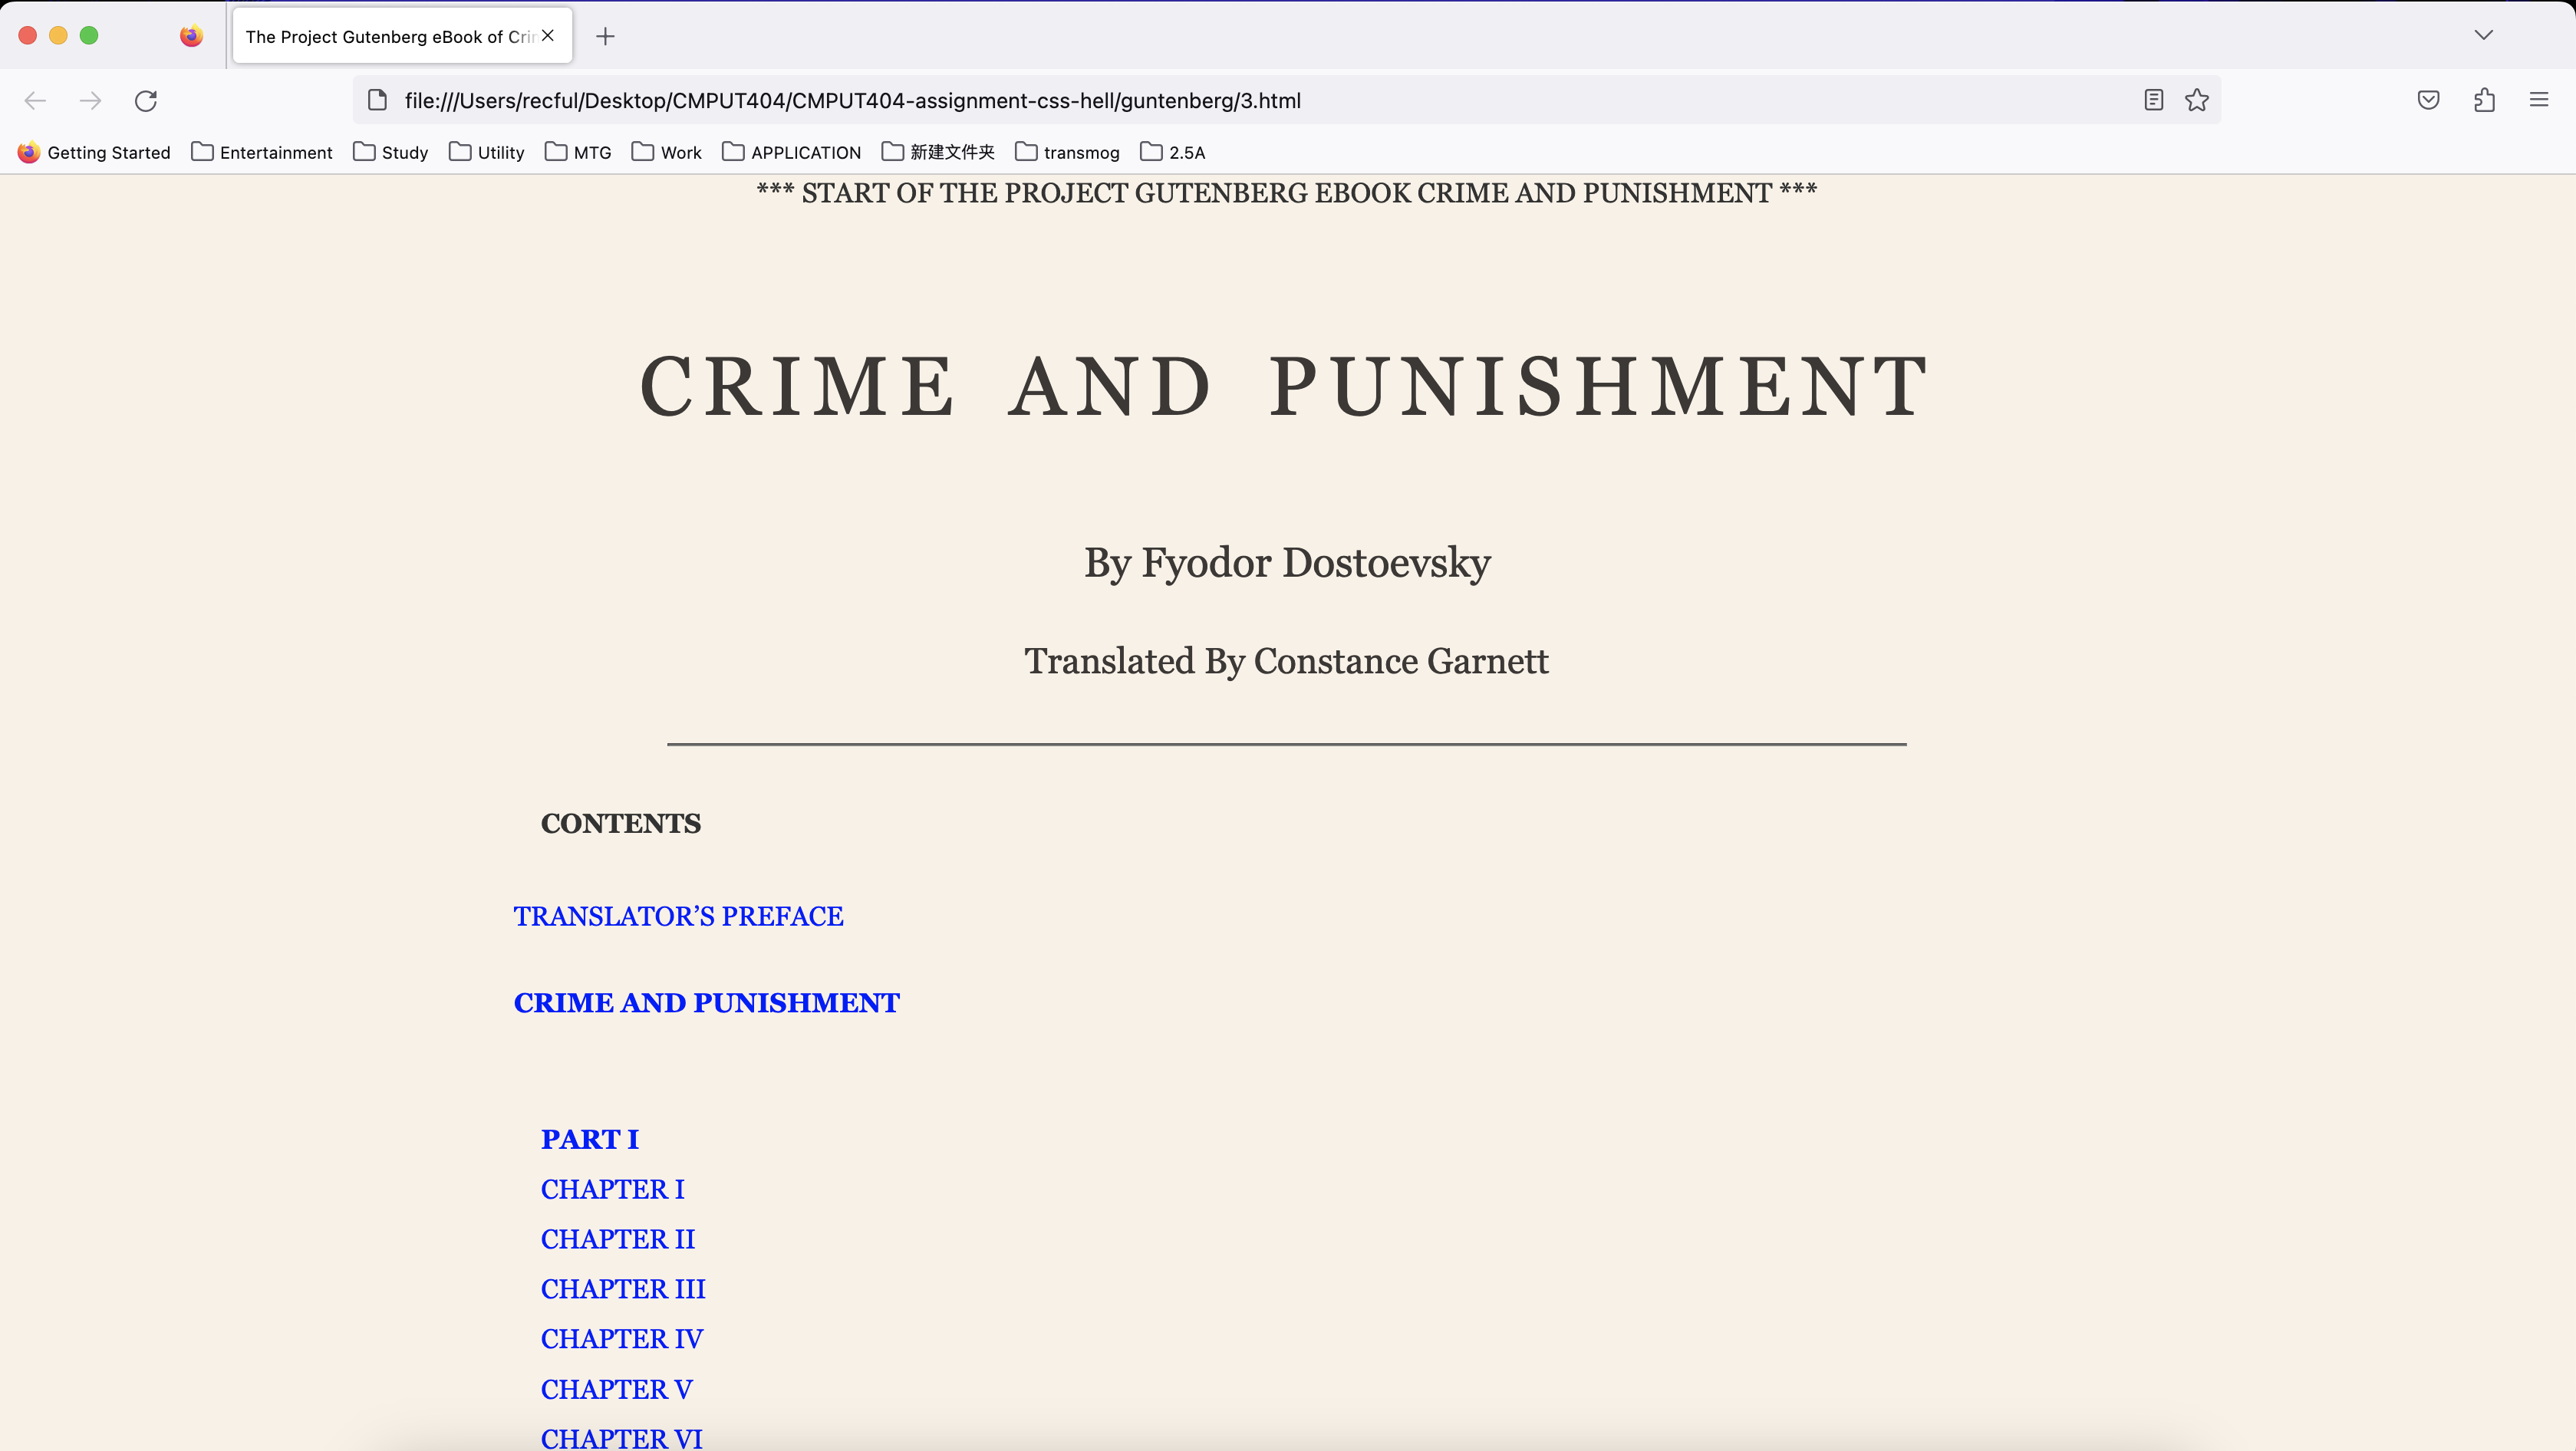 The Project Gutenberg eBook of Cri
file:///Users/recful/Desktop/CMPUT404/CMPUT404-assignment-css-hell/guntenberg/3.html
Getting Started Entertainment Study Utility MTG Work APPLICATION 新建文件夹 transmog 2.5A
*** START OF THE PROJECT GUTENBERG EBOOK CRIME AND PUNISHMENT ***
CRIME AND PUNISHMENT
By Fyodor Dostoevsky
Translated By Constance Garnett
CONTENTS
TRANSLATOR’S PREFACE
CRIME AND PUNISHMENT
PART I
CHAPTER I
CHAPTER II
CHAPTER III
CHAPTER IV
CHAPTER V
CHAPTER VI